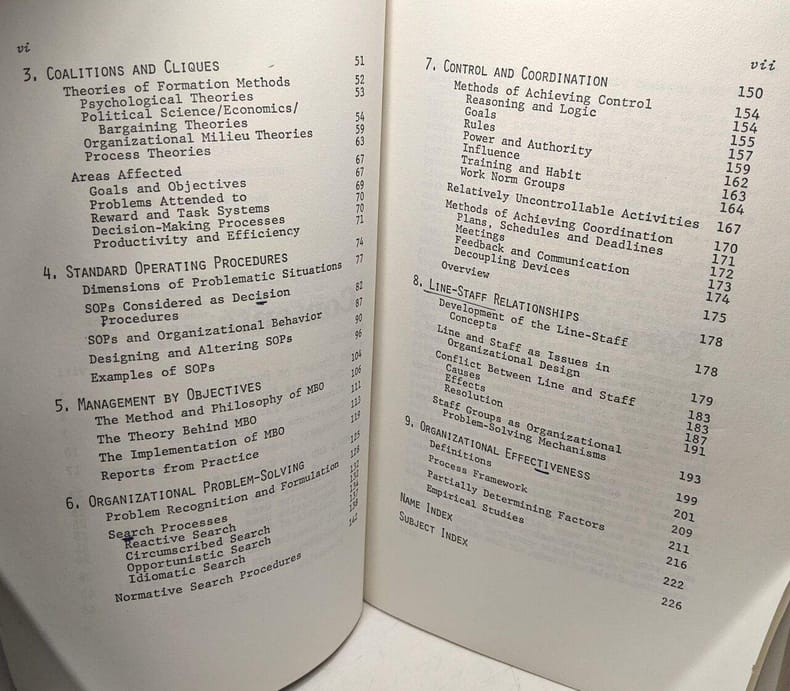 vi
3. COALITIONS AND CLIQUES 51
Theories of Formation Methods 52
Psychological Theories 53
Political Science/Economics/
Bargaining Theories 54
Organizational Milieu Theories 59
Process Theories 63
Areas Affected 67
Goals and Objectives 67
Problems Attended to 69
Reward and Task Systems 70
Decision-Making Processes 70
Productivity and Efficiency 71
4. STANDARD OPERATING PROCEDURES 74
Dimensions of Problematic Situations 77
SOPs Considered as Decision
Procedures 82
SOPs and Organizational Behavior 87
Designing and Altering SOPs 90
Examples of SOPs 96
5. MANAGEMENT BY OBJECTIVES 104
The Method and Philosophy of MBO 106
The Theory Behind MBO 111
The Implementation of MBO 113
Reports from Practice 119
6. ORGANIZATIONAL PROBLEM-SOLVING 125
Problem Recognition and Formulation 128
Search Processes 132
Reactive Search 132
Circumscribed Search 134
Opportunistic Search 137
Idiomatic Search 138
Normative Search Procedures 142
vii
7. CONTROL AND COORDINATION 150
Methods of Achieving Control 154
Reasoning and Logic 154
Goals 155
Rules 157
Power and Authority 159
Influence 162
Training and Habit 163
Work Norm Groups 164
Relatively Uncontrollable Activities 167
Methods of Achieving Coordination 170
Plans, Schedules and Deadlines 171
Meetings 172
Feedback and Communication 173
Decoupling Devices 174
Overview 175
8. LINE-STAFF RELATIONSHIPS 178
Development of the Line-Staff
Concepts 178
Line and Staff as Issues in
Organizational Design 179
Conflict Between Line and Staff 183
Causes 183
Effects 187
Resolution 191
Staff Groups as Organizational
Problem-Solving Mechanisms 193
9. ORGANIZATIONAL EFFECTIVENESS 199
Definitions 201
Process Framework 209
Partially Determining Factors 211
Empirical Studies 216
NAME INDEX 222
SUBJECT INDEX 226